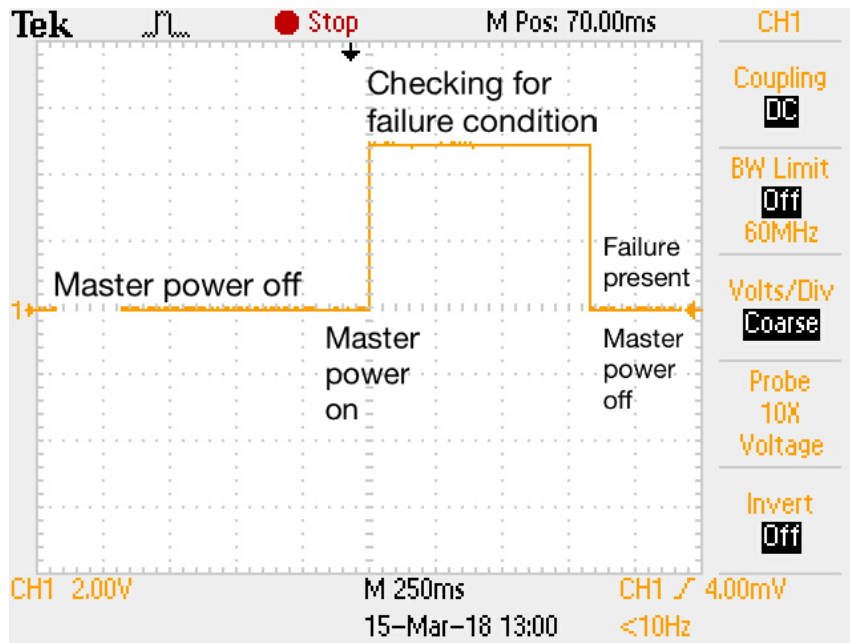 Tek Stop M Pos: 70.00ms CH1
Checking for
failure condition
Coupling
DC
BW Limit
Off
60MHz
Master power off
Failure
present
1
Volts/Div
Coarse
Master
power
on
Master
power
off
Probe
10X
Voltage
Invert
Off
CH1 2.00V M 250ms CH1 4.00mV
15-Mar-18 13:00 <10Hz